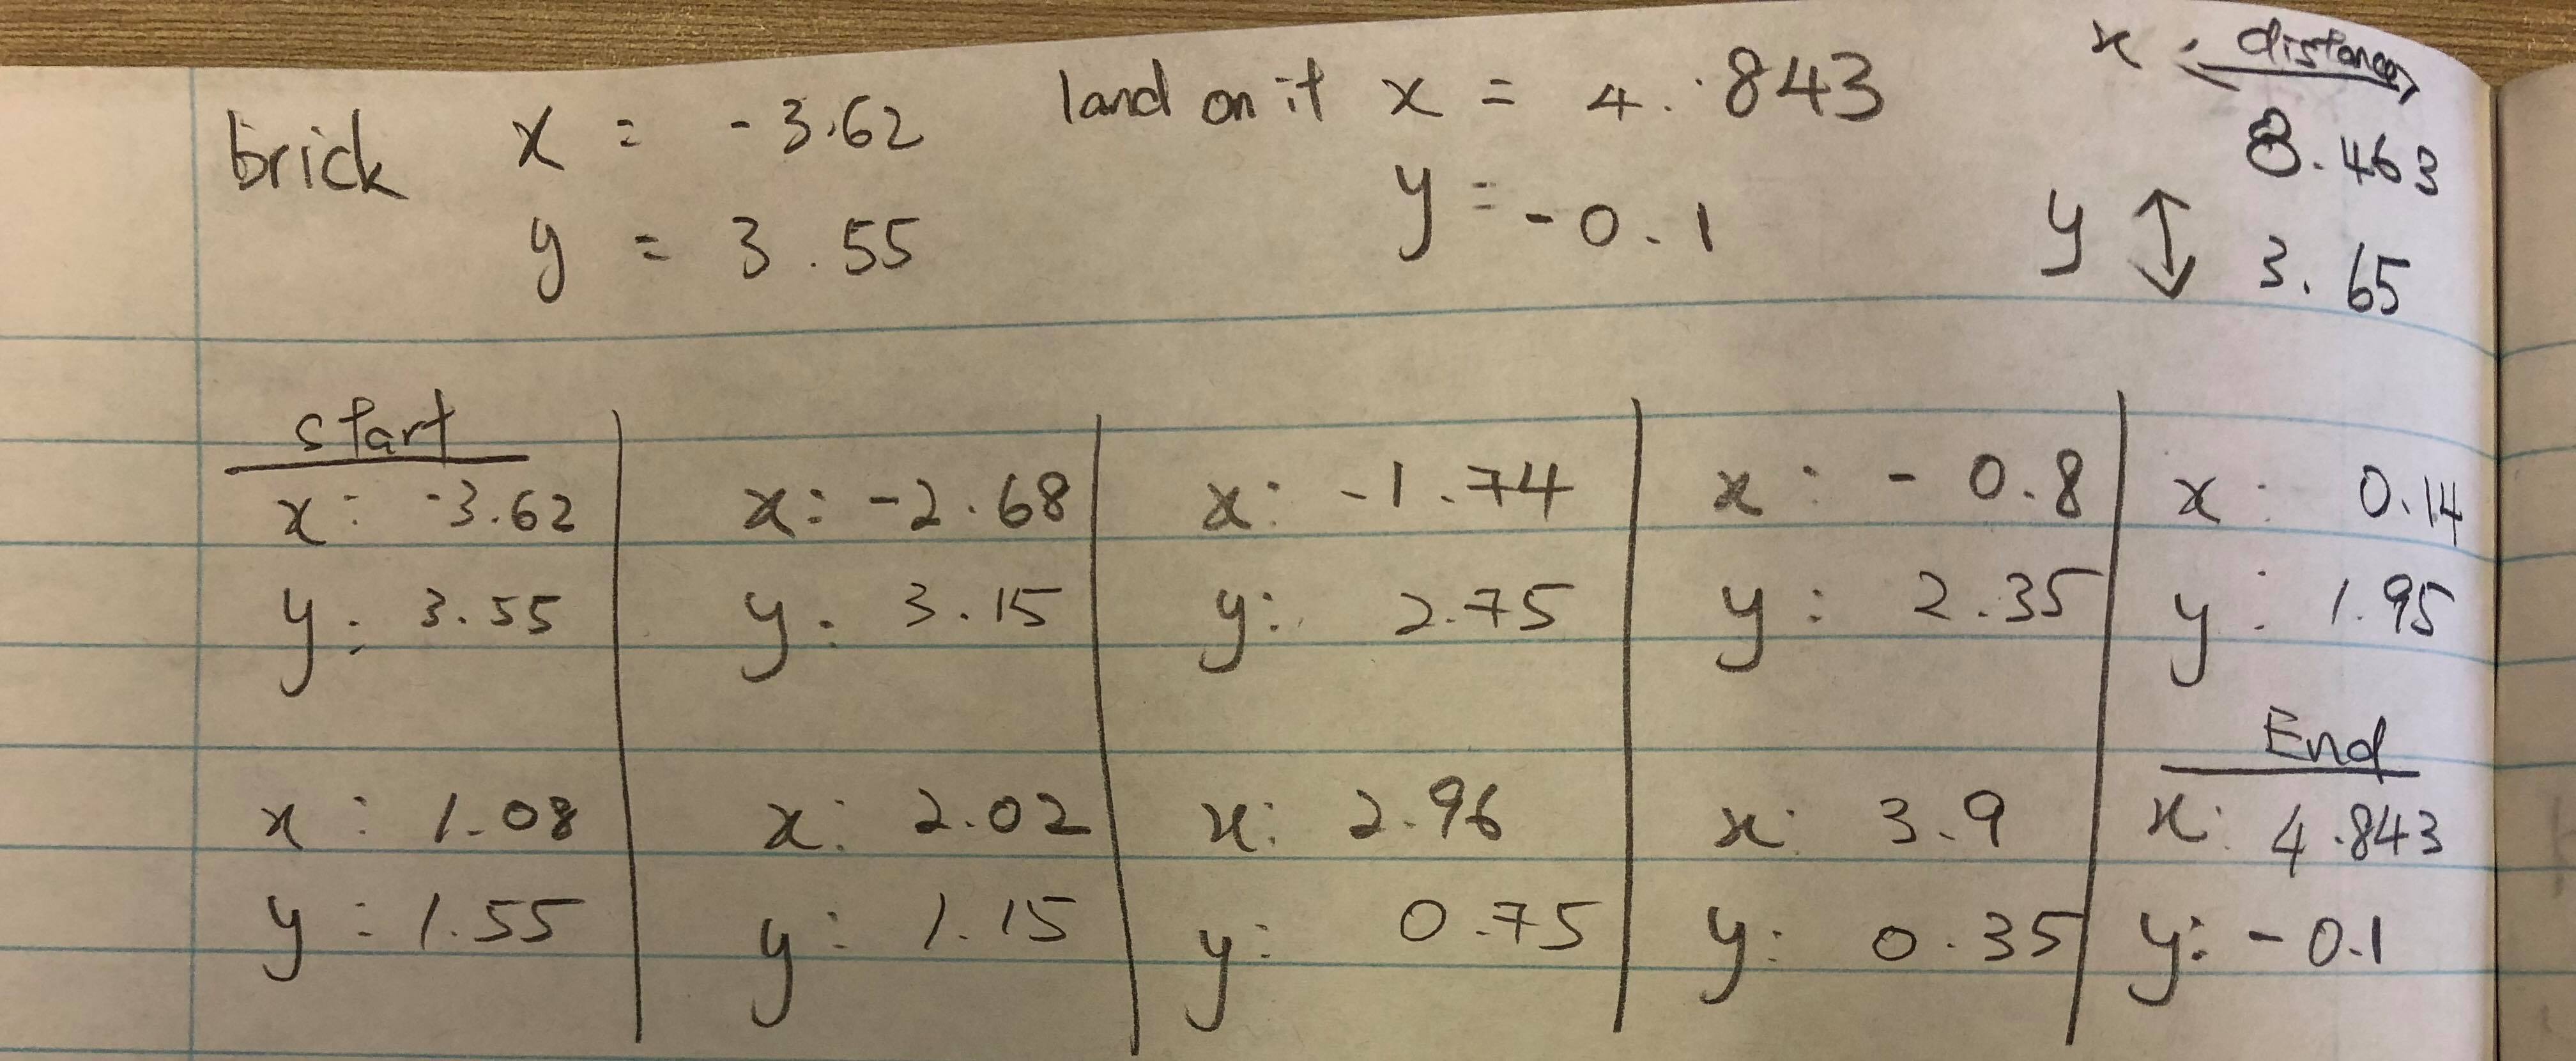 brick x = -3.62 land on it x = 4.843 x : distance
y = 3.55 y = -0.1 8.463
y ↕ 3.65
start
x: -3.62 x: -2.68 x: -1.74 x: -0.8 x: 0.14
y: 3.55 y: 3.15 y: 2.75 y: 2.35 y: 1.95
End
x: 1.08 x: 2.02 x: 2.96 x: 3.9 x: 4.843
y: 1.55 y: 1.15 y: 0.75 y: 0.35 y: -0.1